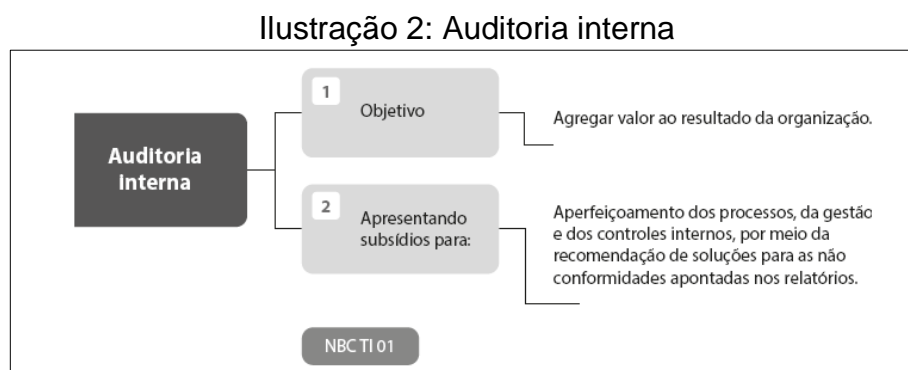 Ilustração 2: Auditoria interna
1
Objetivo
Agregar valor ao resultado da organização.
Auditoria
interna
2
Apresentando
subsídios para:
Aperfeiçoamento dos processos, da gestão
e dos controles internos, por meio da
recomendação de soluções para as não
conformidades apontadas nos relatórios.
NBC TI 01